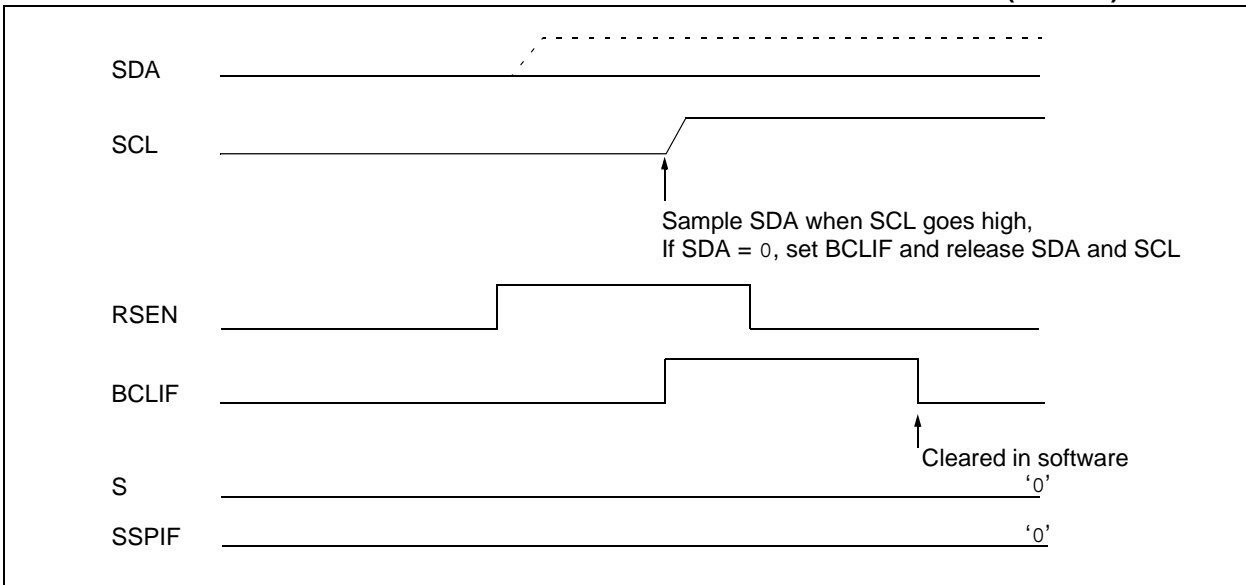 SDA
SCL
Sample SDA when SCL goes high,
If SDA = 0, set BCLIF and release SDA and SCL
RSEN
BCLIF
Cleared in software
S
‘0’
SSPIF
‘0’